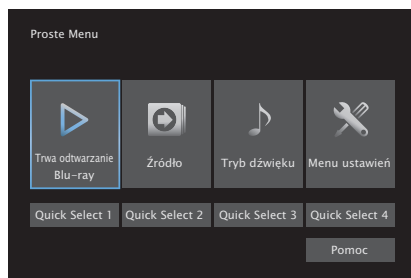 Proste Menu
Trwa odtwarzanie
Blu-ray
Źródło
Tryb dźwięku
Menu ustawień
Quick Select 1
Quick Select 2
Quick Select 3
Quick Select 4
Pomoc